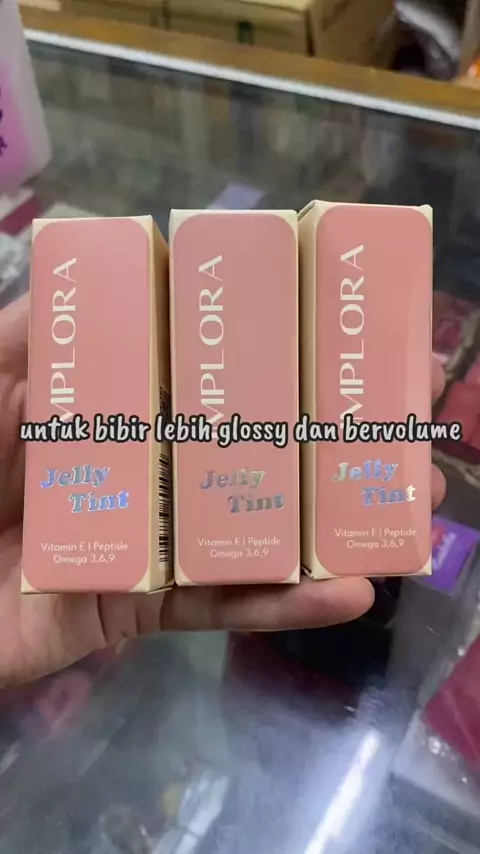 MPLORA
MPLORA
MPLORA
untuk bibir lebih glossy dan bervolume
Jelly
Tint
Jelly
Tint
Jelly
Tint
Vitamin E | Peptide
Omega 3,6,9
Vitamin E | Peptide
Omega 3,6,9
Vitamin E | Peptide
Omega 3,6,9